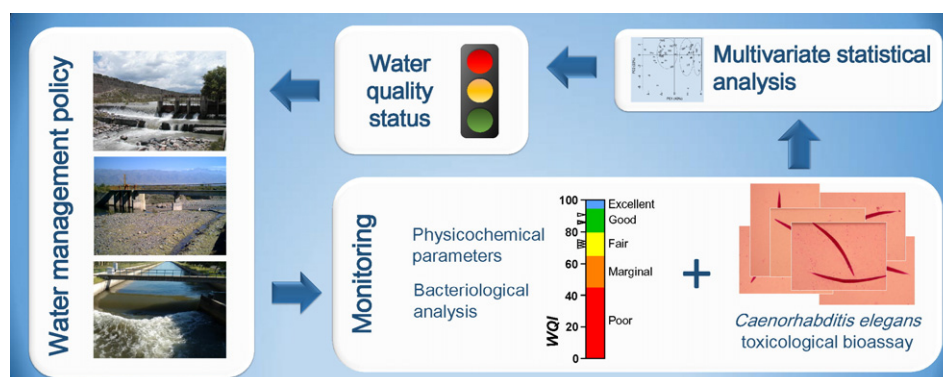 Water management policy
Water
quality
status
Multivariate statistical
analysis
Monitoring
Physicochemical
parameters
Bacteriological
analysis
WQI
100
80
60
40
20
0
Excellent
Good
Fair
Marginal
Poor
+
Caenorhabditis elegans
toxicological bioassay